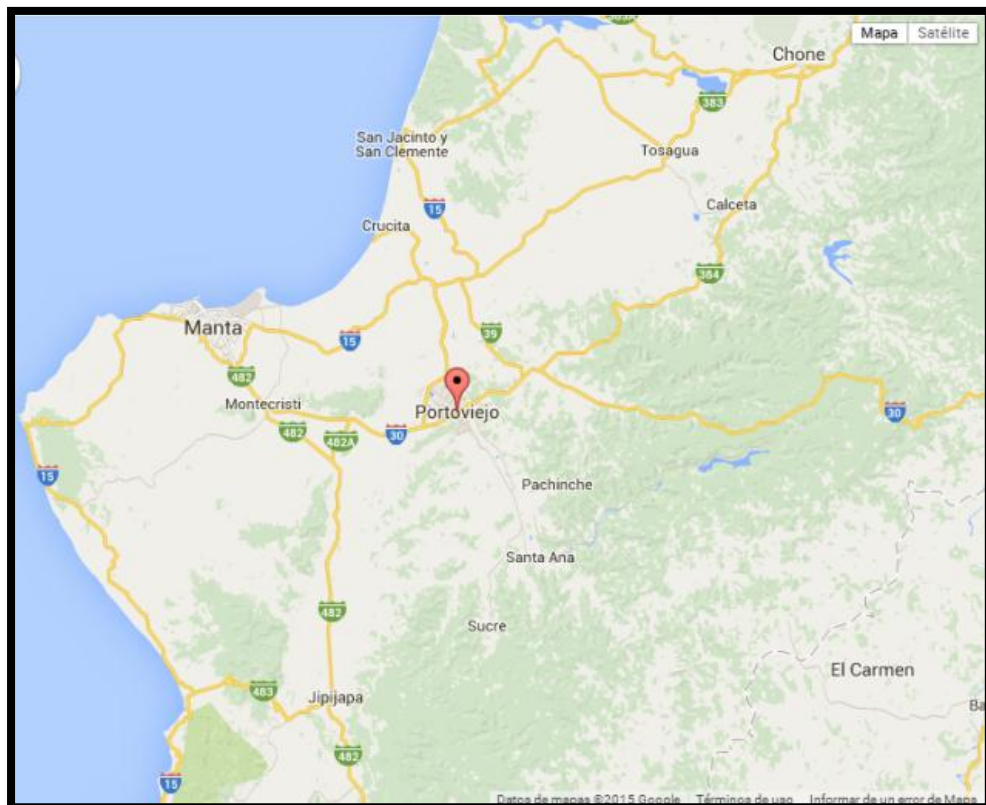 Mapa
Satélite
Chone
383
San Jacinto y
San Clemente
Tosagua
15
Calceta
Crucita
384
Manta
15
39
482
Montecristi
Portoviejo
482
482A
30
30
15
Pachinche
Santa Ana
482
Sucre
El Carmen
483
Jipijapa
Ba
482
15
Datos de mapas ©2015 Google
Términos de uso
Informar de un error de Maps